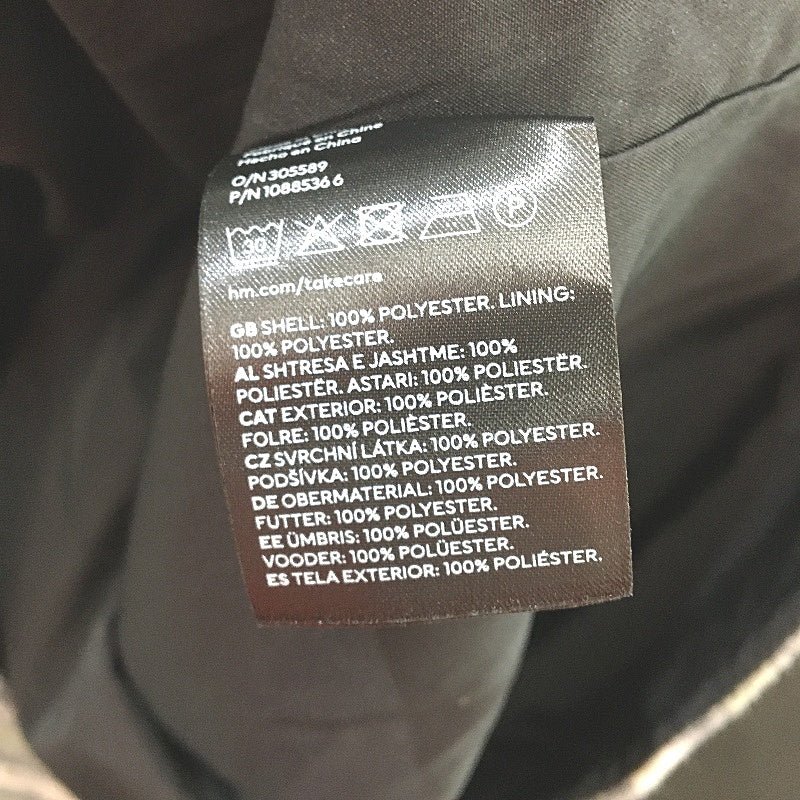 en China
Hecho en China
O/N 305589
P/N 1088536 6
30
P
hm.com/takecare
GB SHELL: 100% POLYESTER. LINING:
100% POLYESTER.
AL SHTRESA E JASHTME: 100%
POLIESTËR. ASTARI: 100% POLIESTËR.
CAT EXTERIOR: 100% POLIÈSTER.
FOLRE: 100% POLIÈSTER.
CZ SVRCHNÍ LÁTKA: 100% POLYESTER.
PODŠÍVKA: 100% POLYESTER.
DE OBERMATERIAL: 100% POLYESTER.
FUTTER: 100% POLYESTER.
EE ÜMBRIS: 100% POLÜESTER.
VOODER: 100% POLÜESTER.
ES TELA EXTERIOR: 100% POLIÉSTER.